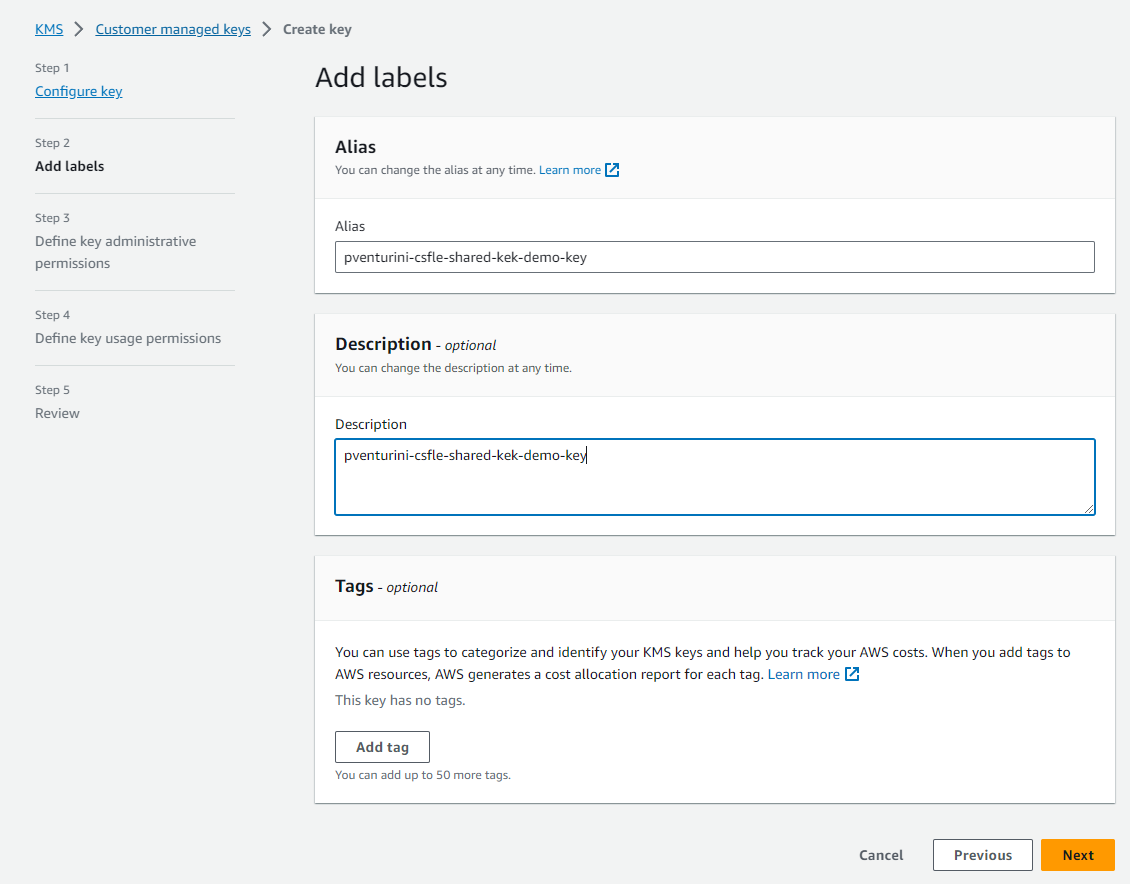 KMS > Customer managed keys > Create key
Step 1
Configure key
Step 2
Add labels
Step 3
Define key administrative
permissions
Step 4
Define key usage permissions
Step 5
Review
Add labels
Alias
You can change the alias at any time. Learn more
Alias
pventurini-csfle-shared-kek-demo-key
Description - optional
You can change the description at any time.
Description
pventurini-csfle-shared-kek-demo-key
Tags - optional
You can use tags to categorize and identify your KMS keys and help you track your AWS costs. When you add tags to
AWS resources, AWS generates a cost allocation report for each tag. Learn more
This key has no tags.
Add tag
You can add up to 50 more tags.
Cancel Previous Next